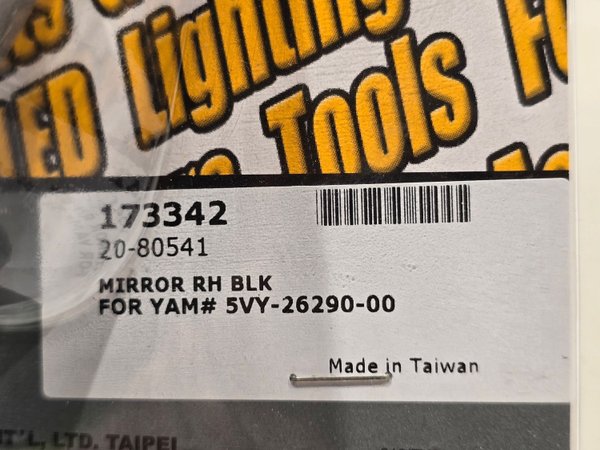 LED Lighting
Tools
173342
20-80541
MIRROR RH BLK
FOR YAM# 5VY-26290-00
Made in Taiwan
INT'L, LTD. TAIPEI